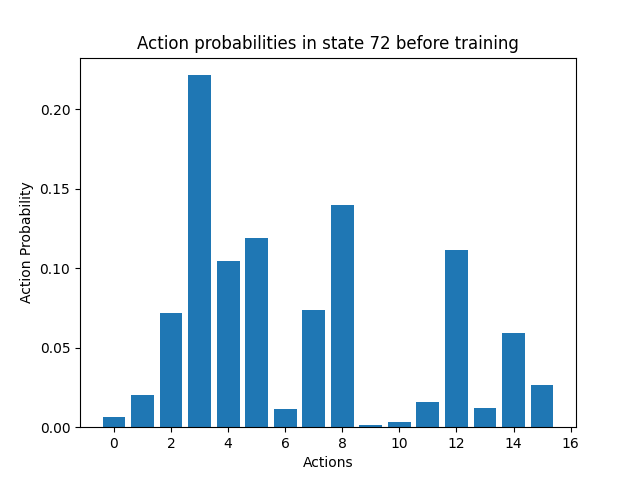 Action probabilities in state 72 before training
Action Probability
0.20
0.15
0.10
0.05
0.00
0 2 4 6 8 10 12 14 16
Actions